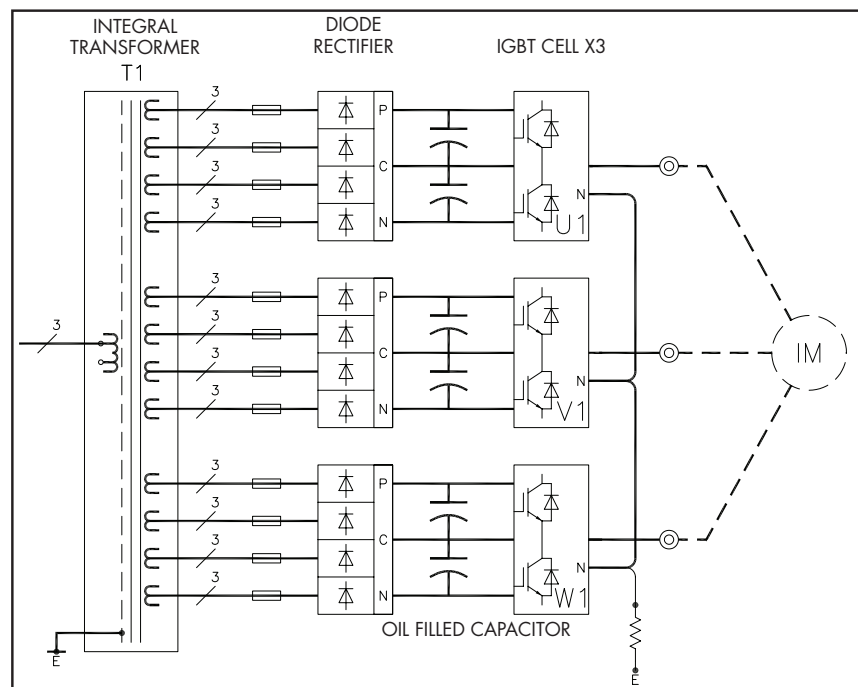 INTEGRAL
TRANSFORMER
T1
DIODE
RECTIFIER
IGBT CELL X3
3
3
3
3
P
C
N
N
U1
3
3
3
3
3
P
C
N
N
V1
IM
3
3
3
3
P
C
N
N
W1
OIL FILLED CAPACITOR
E
E